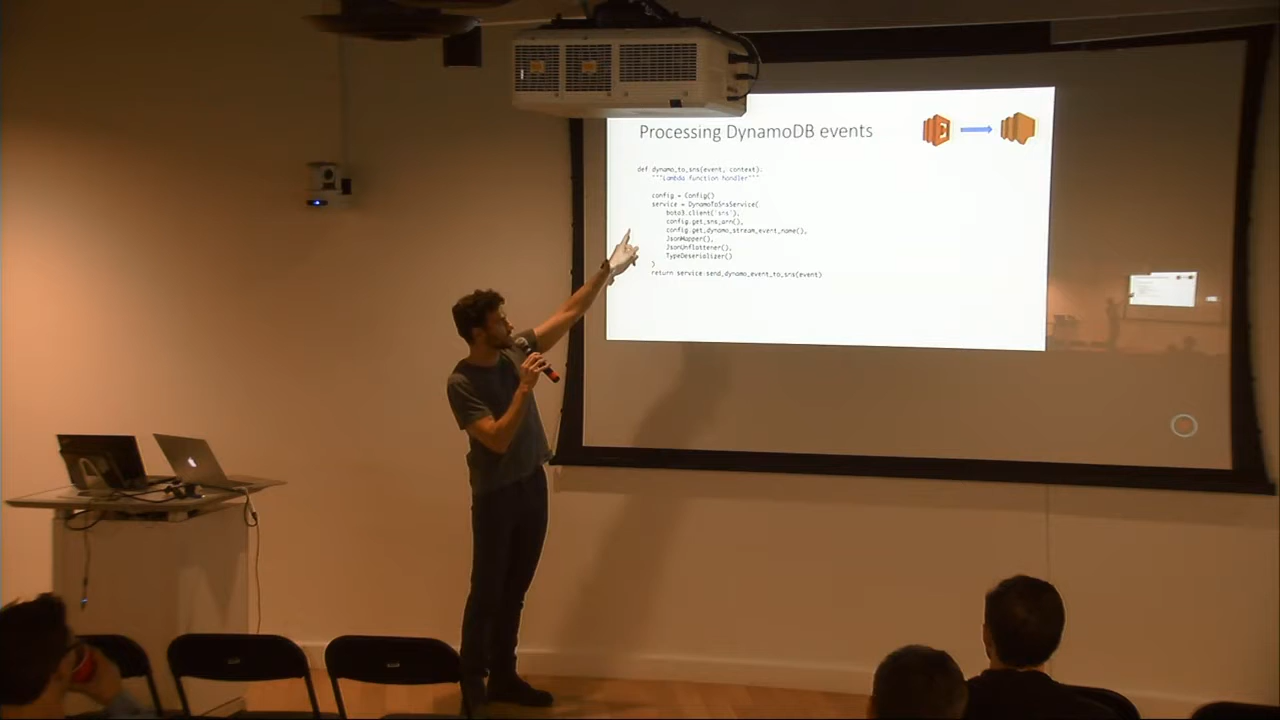 Processing DynamoDB events
def dynamo_to_sns(event, context):
"""Lambda function handler"""
config = Config()
service = DynamoToSnsService(
boto3.client('sns'),
config.get_sns_arn(),
config.get_dynamo_stream_event_name(),
JsonMapper(),
JsonUnflattener(),
TypeDeserializer()
)
return service.send_dynamo_event_to_sns(event)